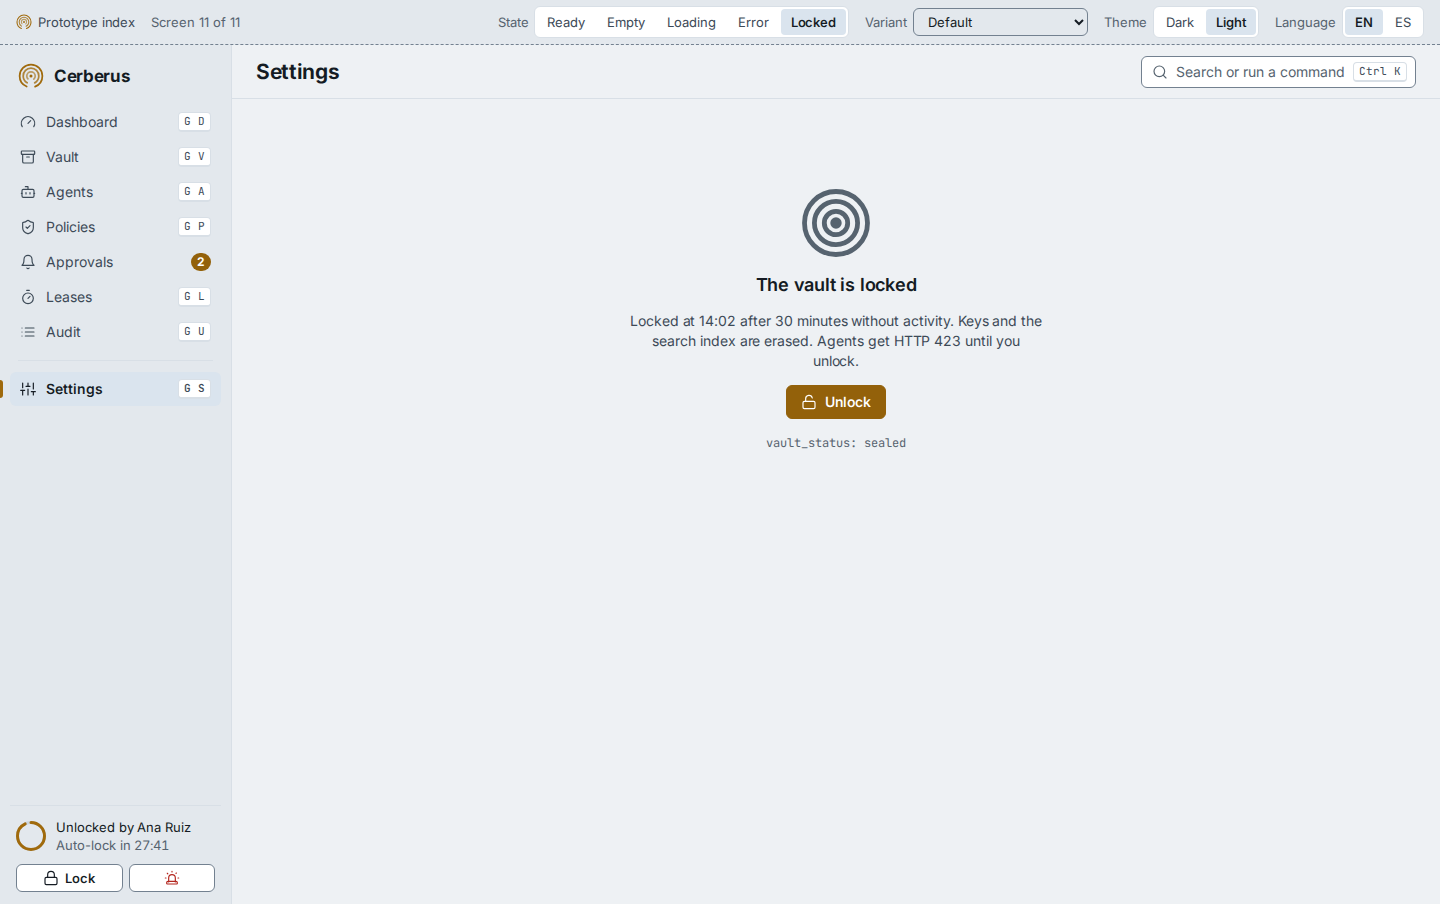 Prototype index Screen 11 of 11 State Ready Empty Loading Error Locked Variant Default Theme Dark Light Language EN ES
Cerberus
Settings
Search or run a command Ctrl K
Dashboard G D
Vault G V
Agents G A
Policies G P
Approvals 2
Leases G L
Audit G U
Settings G S
The vault is locked
Locked at 14:02 after 30 minutes without activity. Keys and the
search index are erased. Agents get HTTP 423 until you
unlock.
Unlock
vault_status: sealed
Unlocked by Ana Ruiz
Auto-lock in 27:41
Lock